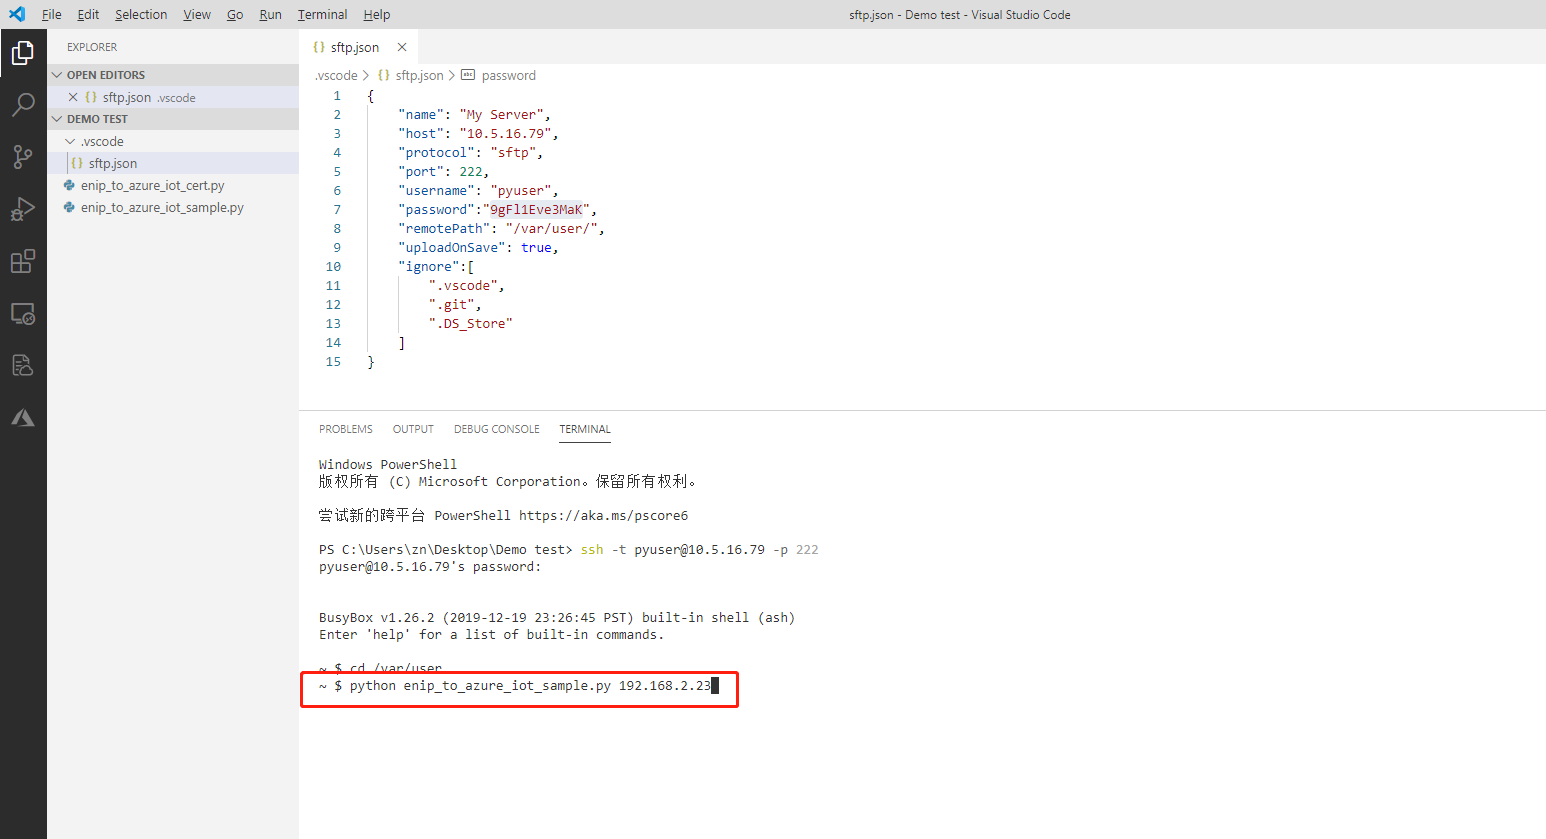 File Edit Selection View Go Run Terminal Help
sftp.json - Demo test - Visual Studio Code
EXPLORER
OPEN EDITORS
sftp.json .vscode
DEMO TEST
.vscode
sftp.json
enip_to_azure_iot_cert.py
enip_to_azure_iot_sample.py
{} sftp.json
.vscode > {} sftp.json > abc password
1 {
2 "name": "My Server",
3 "host": "10.5.16.79",
4 "protocol": "sftp",
5 "port": 222,
6 "username": "pyuser",
7 "password":"9gFl1Eve3MaK",
8 "remotePath": "/var/user/",
9 "uploadOnSave": true,
10 "ignore":[
11 ".vscode",
12 ".git",
13 ".DS_Store"
14 ]
15 }
PROBLEMS OUTPUT DEBUG CONSOLE TERMINAL
Windows PowerShell
版权所有 (C) Microsoft Corporation。保留所有权利。
尝试新的跨平台 PowerShell https://aka.ms/pscore6
PS C:\Users\zn\Desktop\Demo test> ssh -t pyuser@10.5.16.79 -p 222
pyuser@10.5.16.79's password:
BusyBox v1.26.2 (2019-12-19 23:26:45 PST) built-in shell (ash)
Enter 'help' for a list of built-in commands.
~ $ cd /var/user
~ $ python enip_to_azure_iot_sample.py 192.168.2.23